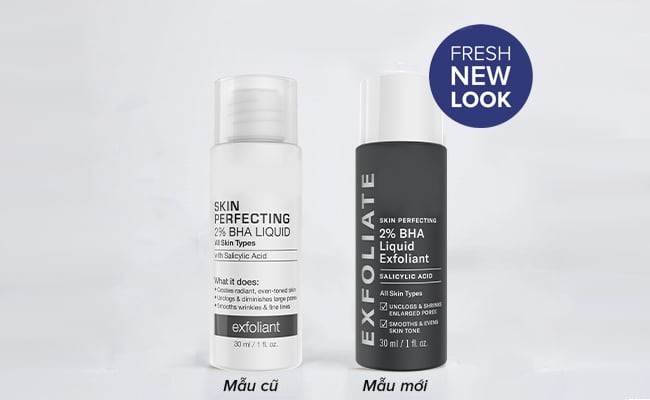 FRESH
NEW
LOOK
SKIN
PERFECTING
2% BHA LIQUID
All Skin Types
with Salicylic Acid
What it does:
• Creates radiant, even-toned skin
• Unclogs & diminishes large pores
• Smooths wrinkles & fine lines
exfoliant
30 ml / 1 fl. oz.
EXFOLIATE
SKIN PERFECTING
2% BHA
Liquid
Exfoliant
SALICYLIC ACID
All Skin Types
UNCLOGS & SHRINKS
ENLARGED PORES
SMOOTHS & EVENS
SKIN TONE
30 ml / 1 fl. oz.
Mẫu cũ
Mẫu mới